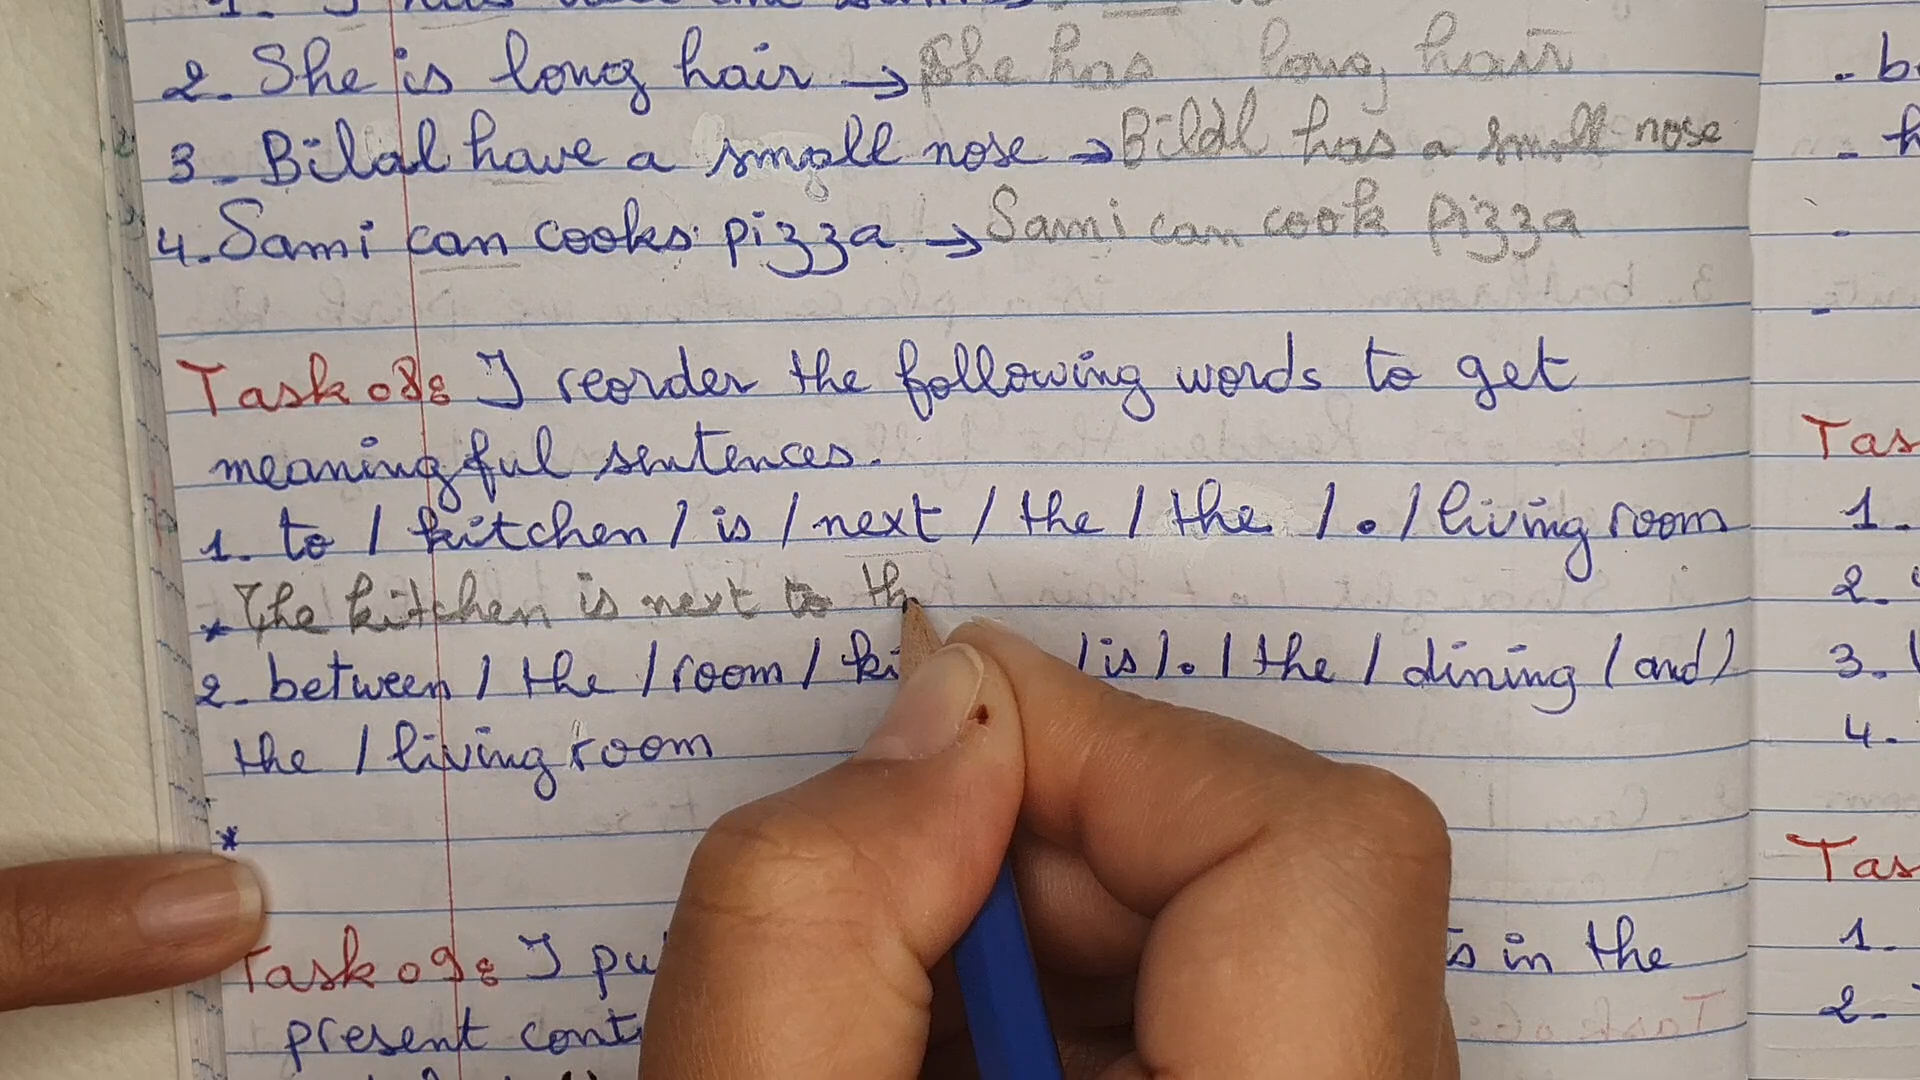 2. She is long hair → She has long hair
3. Bilal have a small nose → Bilal has a small nose
4. Sami can cooks pizza → Sami can cook pizza
Task 08: I reorder the following words to get
meaningful sentences.
1. to / kitchen / is / next / the / the / . / living room
* The kitchen is next to th
2. between / the / room / ki / is / . / the / dining / and /
the / living room
*
Task 09: I pu s in the
present cont
Tas
1.
2.
3.
4.
Tas
1.
2.